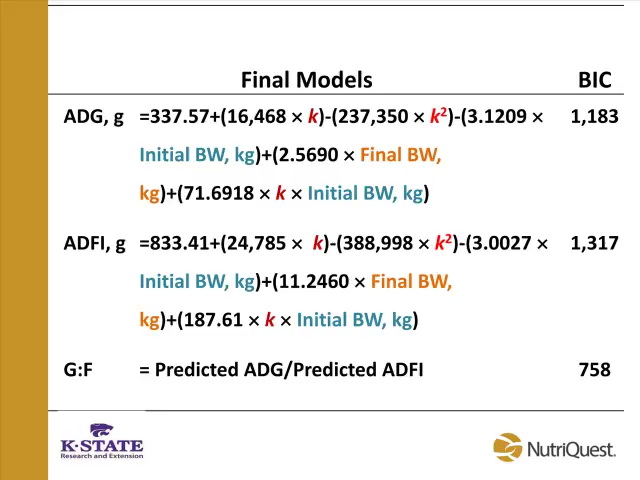 Final Models BIC
ADG, g =337.57+(16,468 × k)-(237,350 × k²)-(3.1209 × 1,183
Initial BW, kg)+(2.5690 × Final BW,
kg)+(71.6918 × k × Initial BW, kg)
ADFI, g =833.41+(24,785 × k)-(388,998 × k²)-(3.0027 × 1,317
Initial BW, kg)+(11.2460 × Final BW,
kg)+(187.61 × k × Initial BW, kg)
G:F = Predicted ADG/Predicted ADFI 758
K-STATE
Research and Extension
NutriQuest.